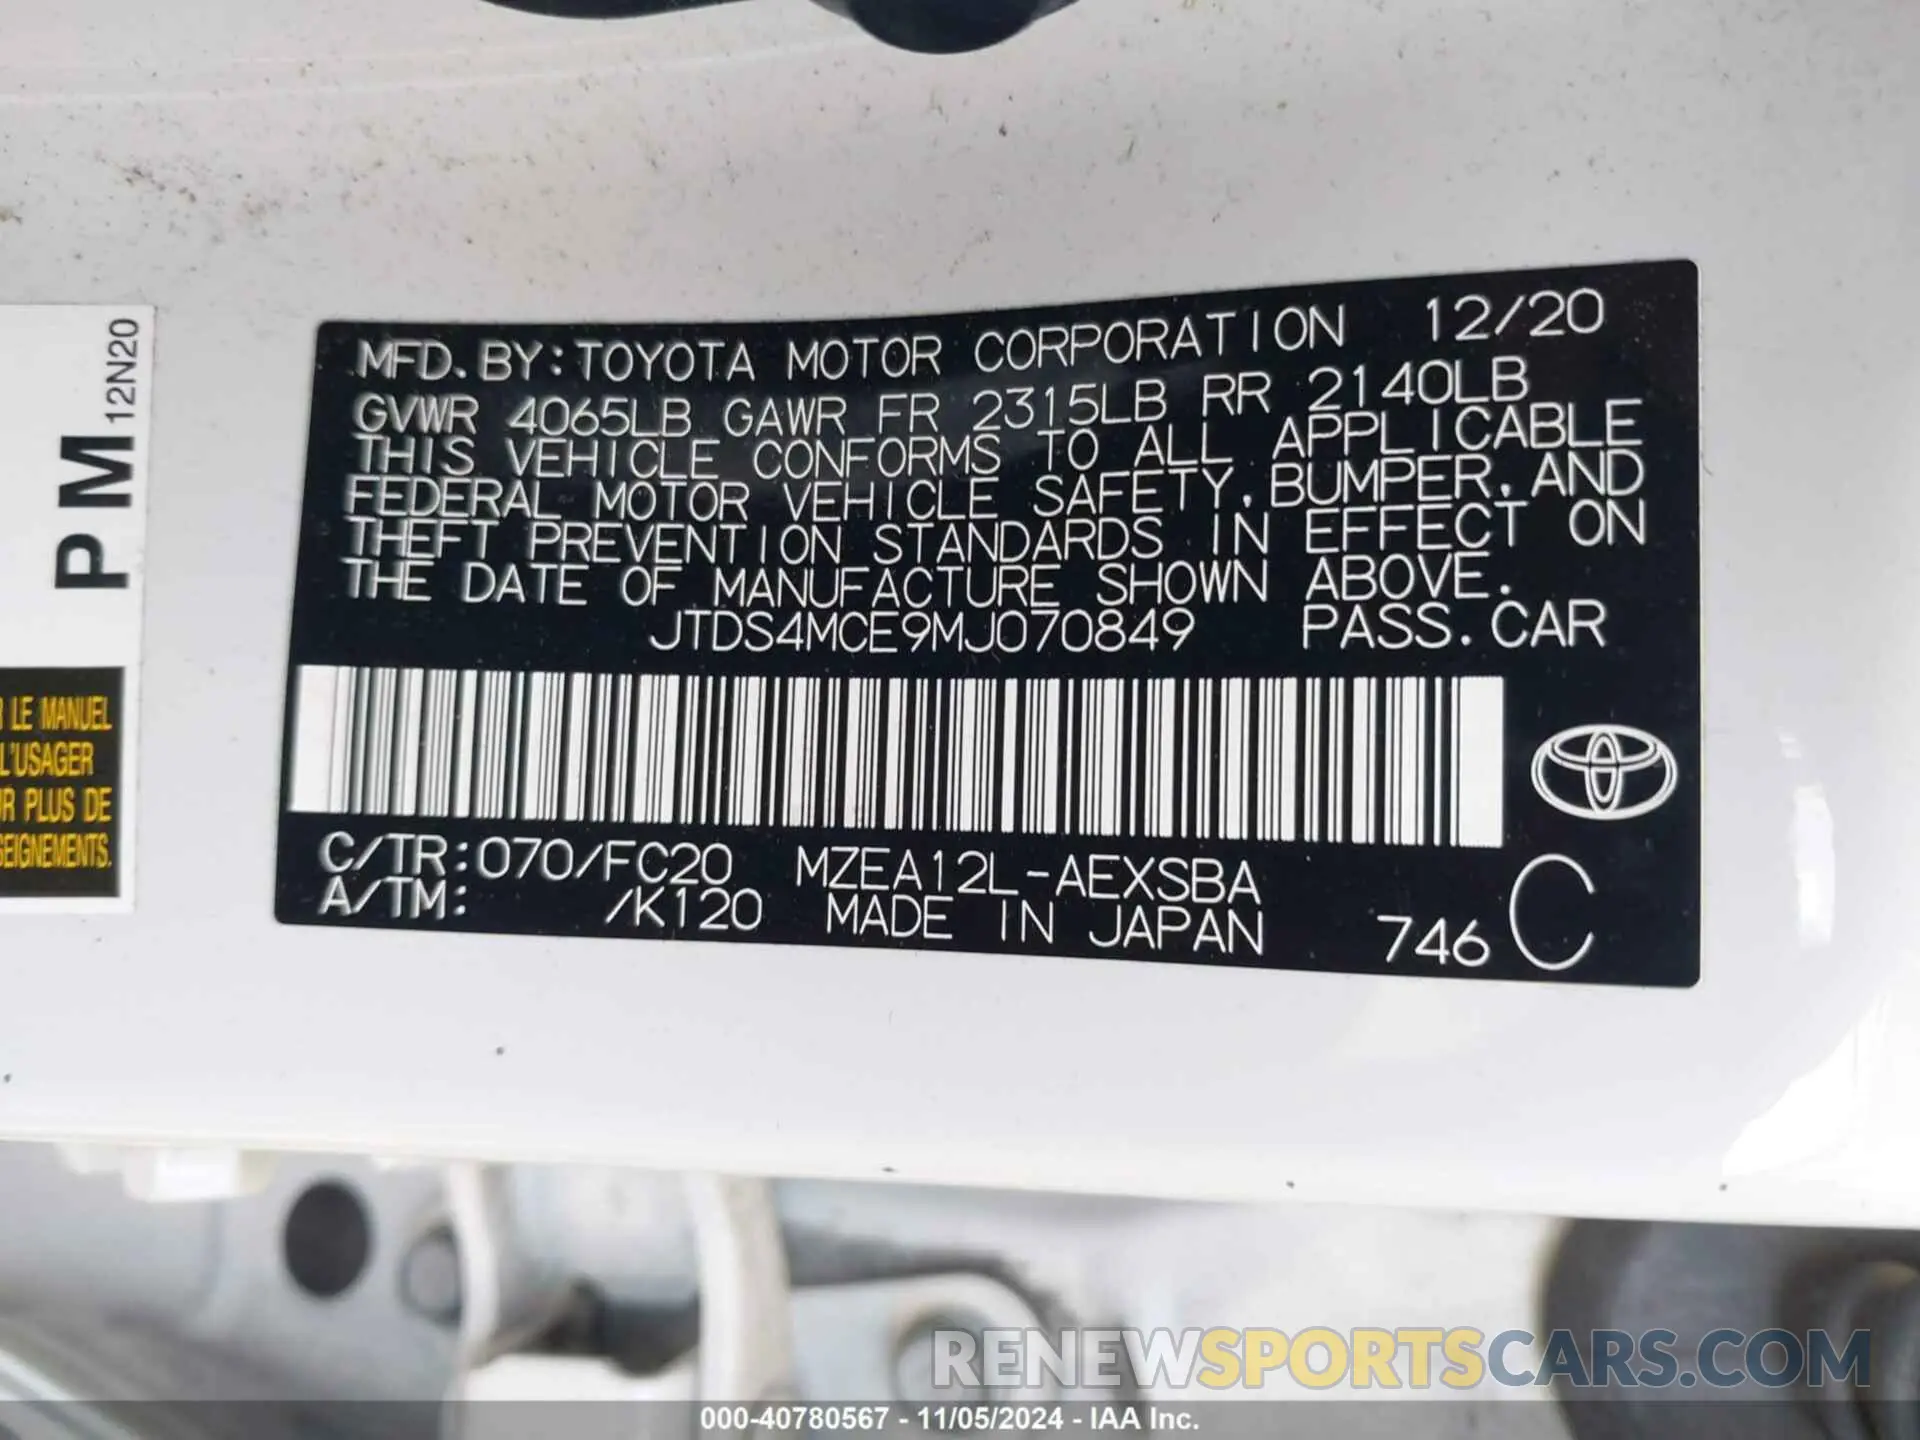 MFD. BY: TOYOTA MOTOR CORPORATION 12/20
GVWR 4065LB GAWR FR 2315LB RR 2140LB
THIS VEHICLE CONFORMS TO ALL APPLICABLE
FEDERAL MOTOR VEHICLE SAFETY, BUMPER, AND
THEFT PREVENTION STANDARDS IN EFFECT ON
THE DATE OF MANUFACTURE SHOWN ABOVE.
JTDS4MCE9MJ070849 PASS. CAR
C/TR: 070/FC20 MZEA12L-AEXSBA
A/TM: /K120 MADE IN JAPAN 746 C
PM
12N20
LE MANUEL
L'USAGER
PLUS DE
RENEWSPORTSCARS.COM
000-40780567 - 11/05/2024 - IAA Inc.